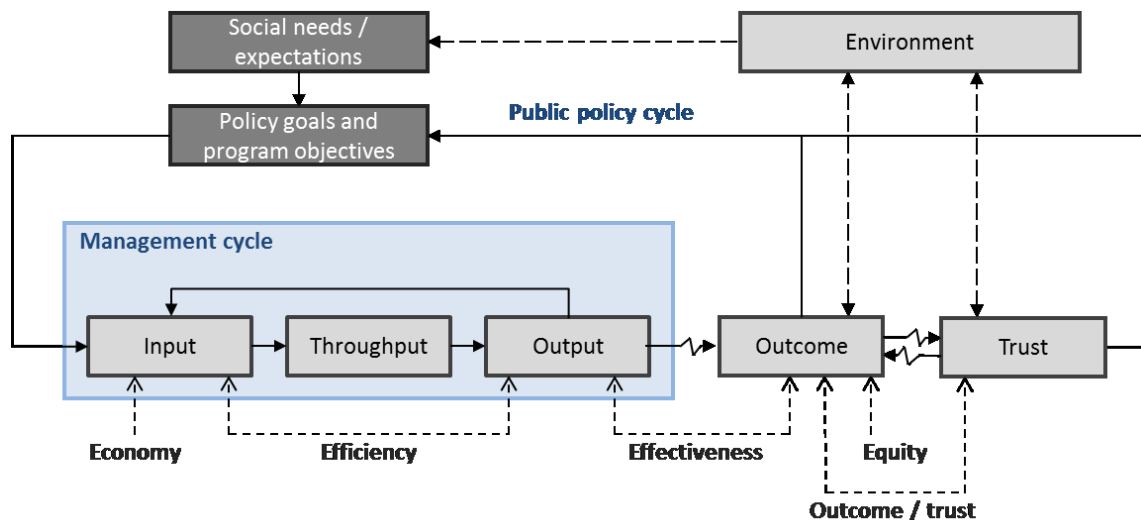 Social needs /
expectations
Environment
Policy goals and
program objectives
Public policy cycle
Management cycle
Input
Throughput
Output
Outcome
Trust
Economy
Efficiency
Effectiveness
Equity
Outcome / trust